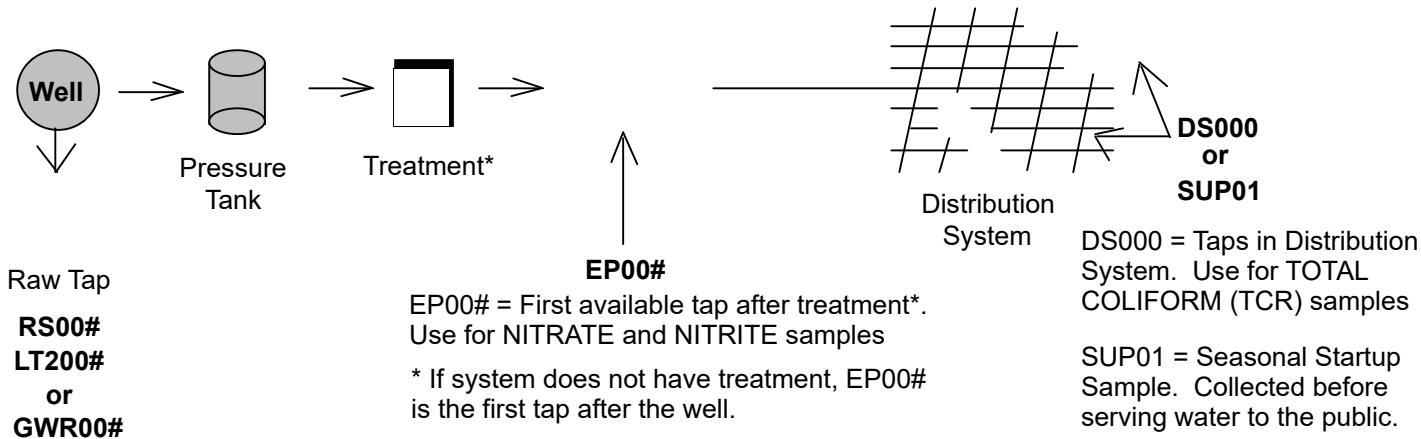 Well
Pressure
Tank
Treatment*
Distribution
System
DS000
or
SUP01
Raw Tap
RS00#
LT200#
or
GWR00#
EP00#
EP00# = First available tap after treatment*.
Use for NITRATE and NITRITE samples
* If system does not have treatment, EP00#
is the first tap after the well.
DS000 = Taps in Distribution
System.  Use for TOTAL
COLIFORM (TCR) samples
SUP01 = Seasonal Startup
Sample.  Collected before
serving water to the public.